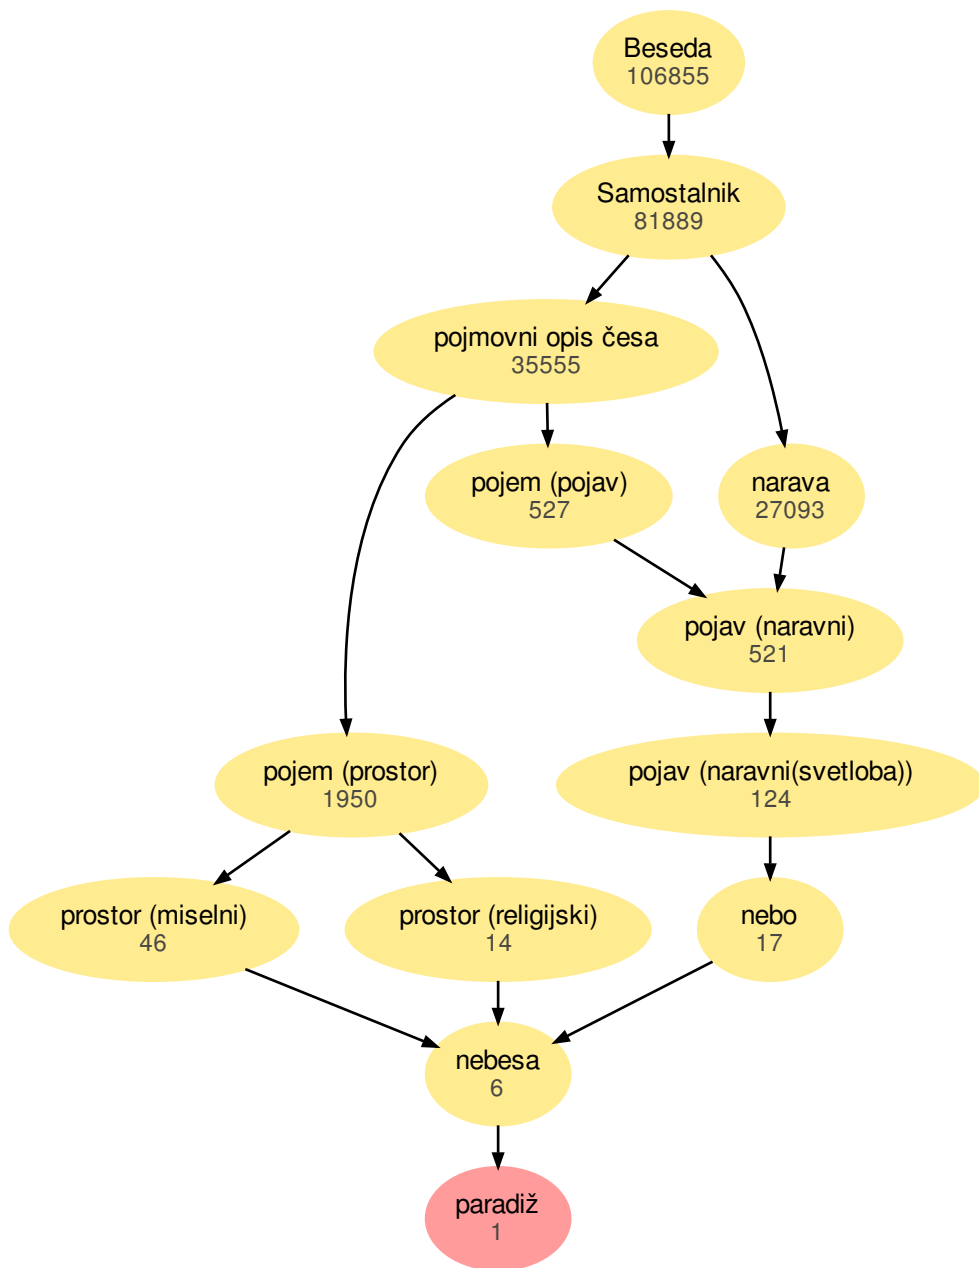 Beseda
106855
Samostalnik
81889
pojmovni opis česa
35555
pojem (pojav)
527
narava
27093
pojav (naravni)
521
pojem (prostor)
1950
pojav (naravni(svetloba))
124
prostor (miselni)
46
prostor (religijski)
14
nebo
17
nebesa
6
paradiž
1